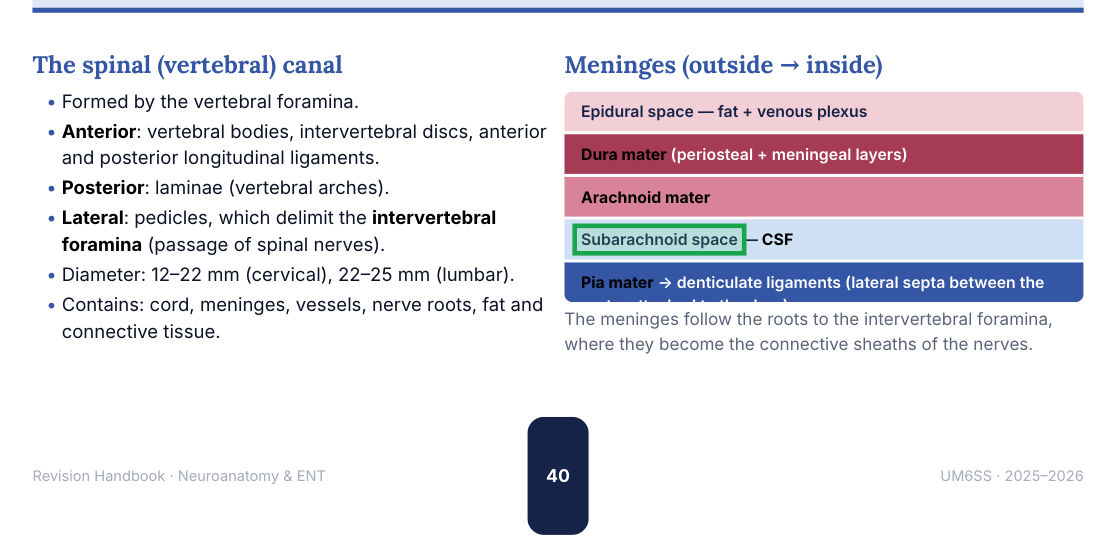 The spinal (vertebral) canal
• Formed by the vertebral foramina.
• Anterior: vertebral bodies, intervertebral discs, anterior
and posterior longitudinal ligaments.
• Posterior: laminae (vertebral arches).
• Lateral: pedicles, which delimit the intervertebral
foramina (passage of spinal nerves).
• Diameter: 12–22 mm (cervical), 22–25 mm (lumbar).
• Contains: cord, meninges, vessels, nerve roots, fat and
connective tissue.
Meninges (outside → inside)
Epidural space — fat + venous plexus
Dura mater (periosteal + meningeal layers)
Arachnoid mater
Subarachnoid space — CSF
Pia mater → denticulate ligaments (lateral septa between the
The meninges follow the roots to the intervertebral foramina,
where they become the connective sheaths of the nerves.
Revision Handbook · Neuroanatomy & ENT
40
UM6SS · 2025–2026